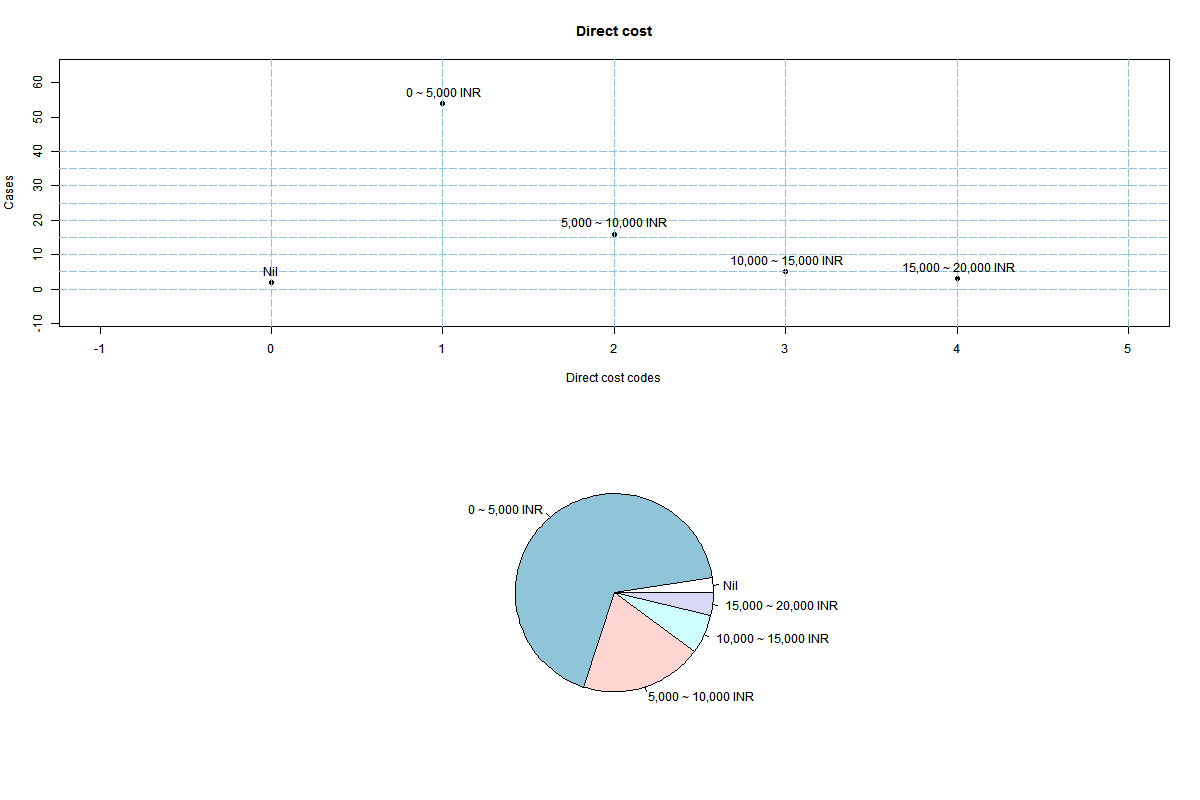 Direct cost
Cases
60
50
40
30
20
10
0
-10
0 ~ 5,000 INR
5,000 ~ 10,000 INR
10,000 ~ 15,000 INR
15,000 ~ 20,000 INR
Nil
-1 0 1 2 3 4 5
Direct cost codes
0 ~ 5,000 INR
Nil
15,000 ~ 20,000 INR
10,000 ~ 15,000 INR
5,000 ~ 10,000 INR